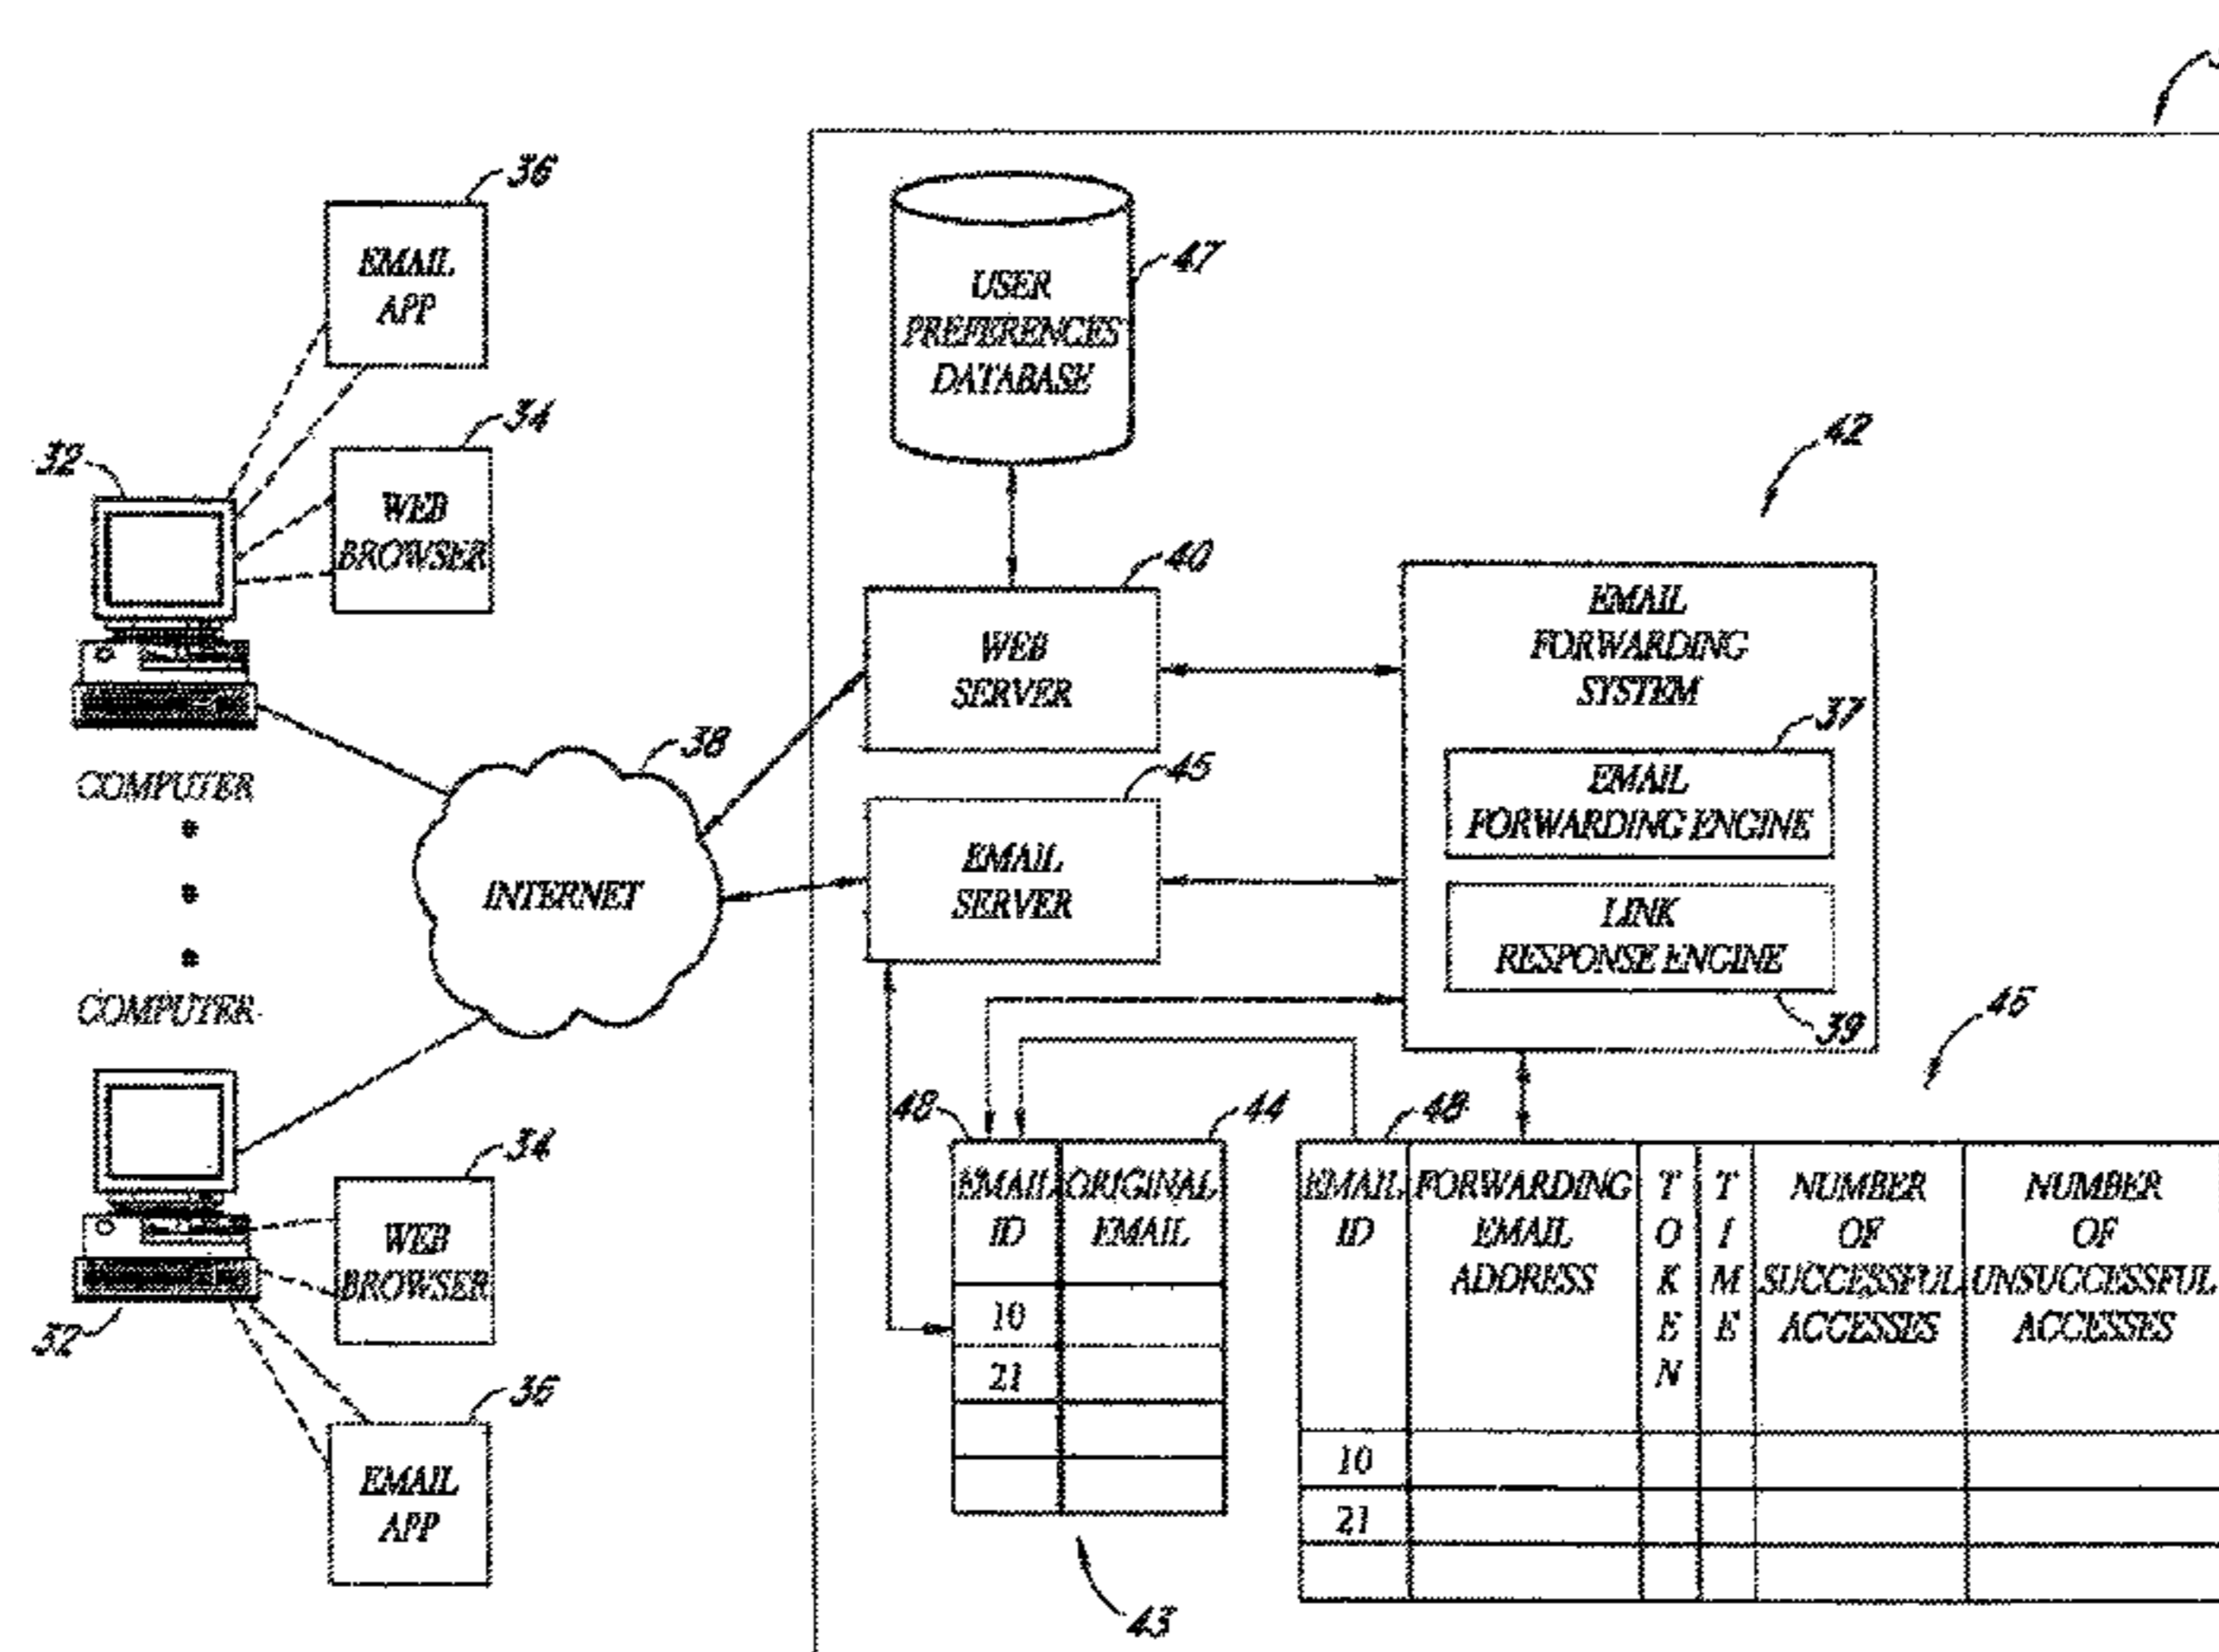 36
EMAIL
APP
34
WEB
BROWSER
32
COMPUTER
COMPUTER
34
WEB
BROWSER
32
36
EMAIL
APP
38
INTERNET
47
USER
PREFERENCES
DATABASE
40
WEB
SERVER
45
EMAIL
SERVER
42
EMAIL
FORWARDING
SYSTEM
37
EMAIL
FORWARDING ENGINE
LINK
RESPONSE ENGINE
39
46
48
44
EMAIL
ID
ORIGINAL
EMAIL
10
21
43
48
EMAIL
ID
FORWARDING
EMAIL
ADDRESS
TOKEN
TIME
NUMBER
OF
SUCCESSFUL
ACCESSES
NUMBER
OF
UNSUCCESSFUL
ACCESSES
10
21